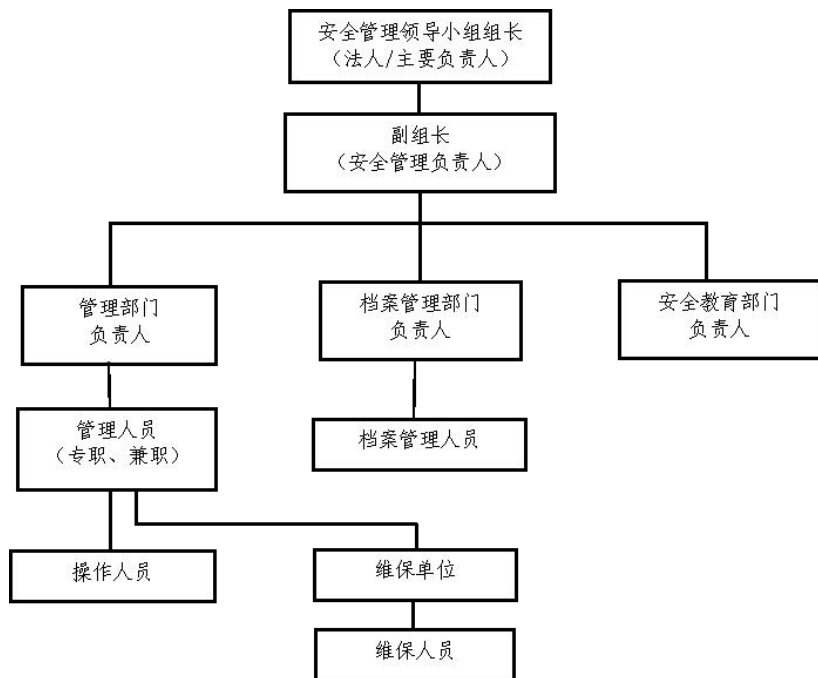 安全管理领导小组组长
（法人/主要负责人）
副组长
（安全管理负责人）
管理部门
负责人
档案管理部门
负责人
安全教育部门
负责人
管理人员
（专职、兼职）
档案管理人员
操作人员
维保单位
维保人员